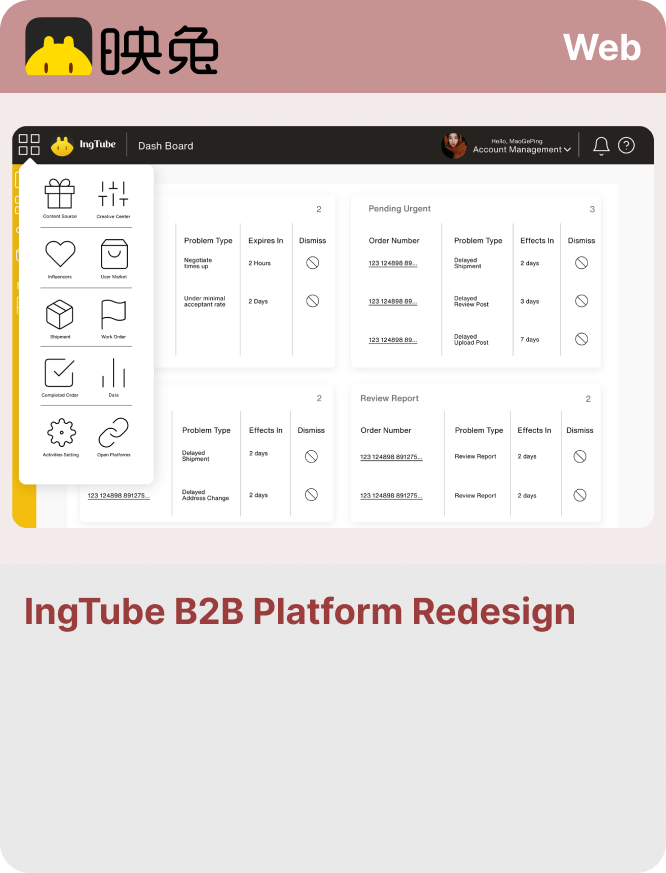 映兔
Web
IngTube
Dash Board
Hello, MaoGePing
Account Management
Content Source
Creative Center
Influencers
User Market
Shipment
Work Order
Completed Order
Data
Activities Setting
Open Platforms
2
Problem Type
Expires In
Dismiss
Negotiate
times up
2 Hours
Under minimal
acceptant rate
2 Days
Pending Urgent
3
Order Number
Problem Type
Effects In
Dismiss
123 124898 89...
Delayed
Shipment
2 days
123 124898 89...
Delayed
Review Post
3 days
123 124898 89...
Delayed
Upload Post
7 days
2
Problem Type
Effects In
Dismiss
Delayed
Shipment
2 days
123 124898 891275...
Delayed
Address Change
2 days
Review Report
2
Order Number
Problem Type
Effects In
Dismiss
123 124898 891275...
Review Report
2 days
123 124898 891275...
Review Report
2 days
IngTube B2B Platform Redesign